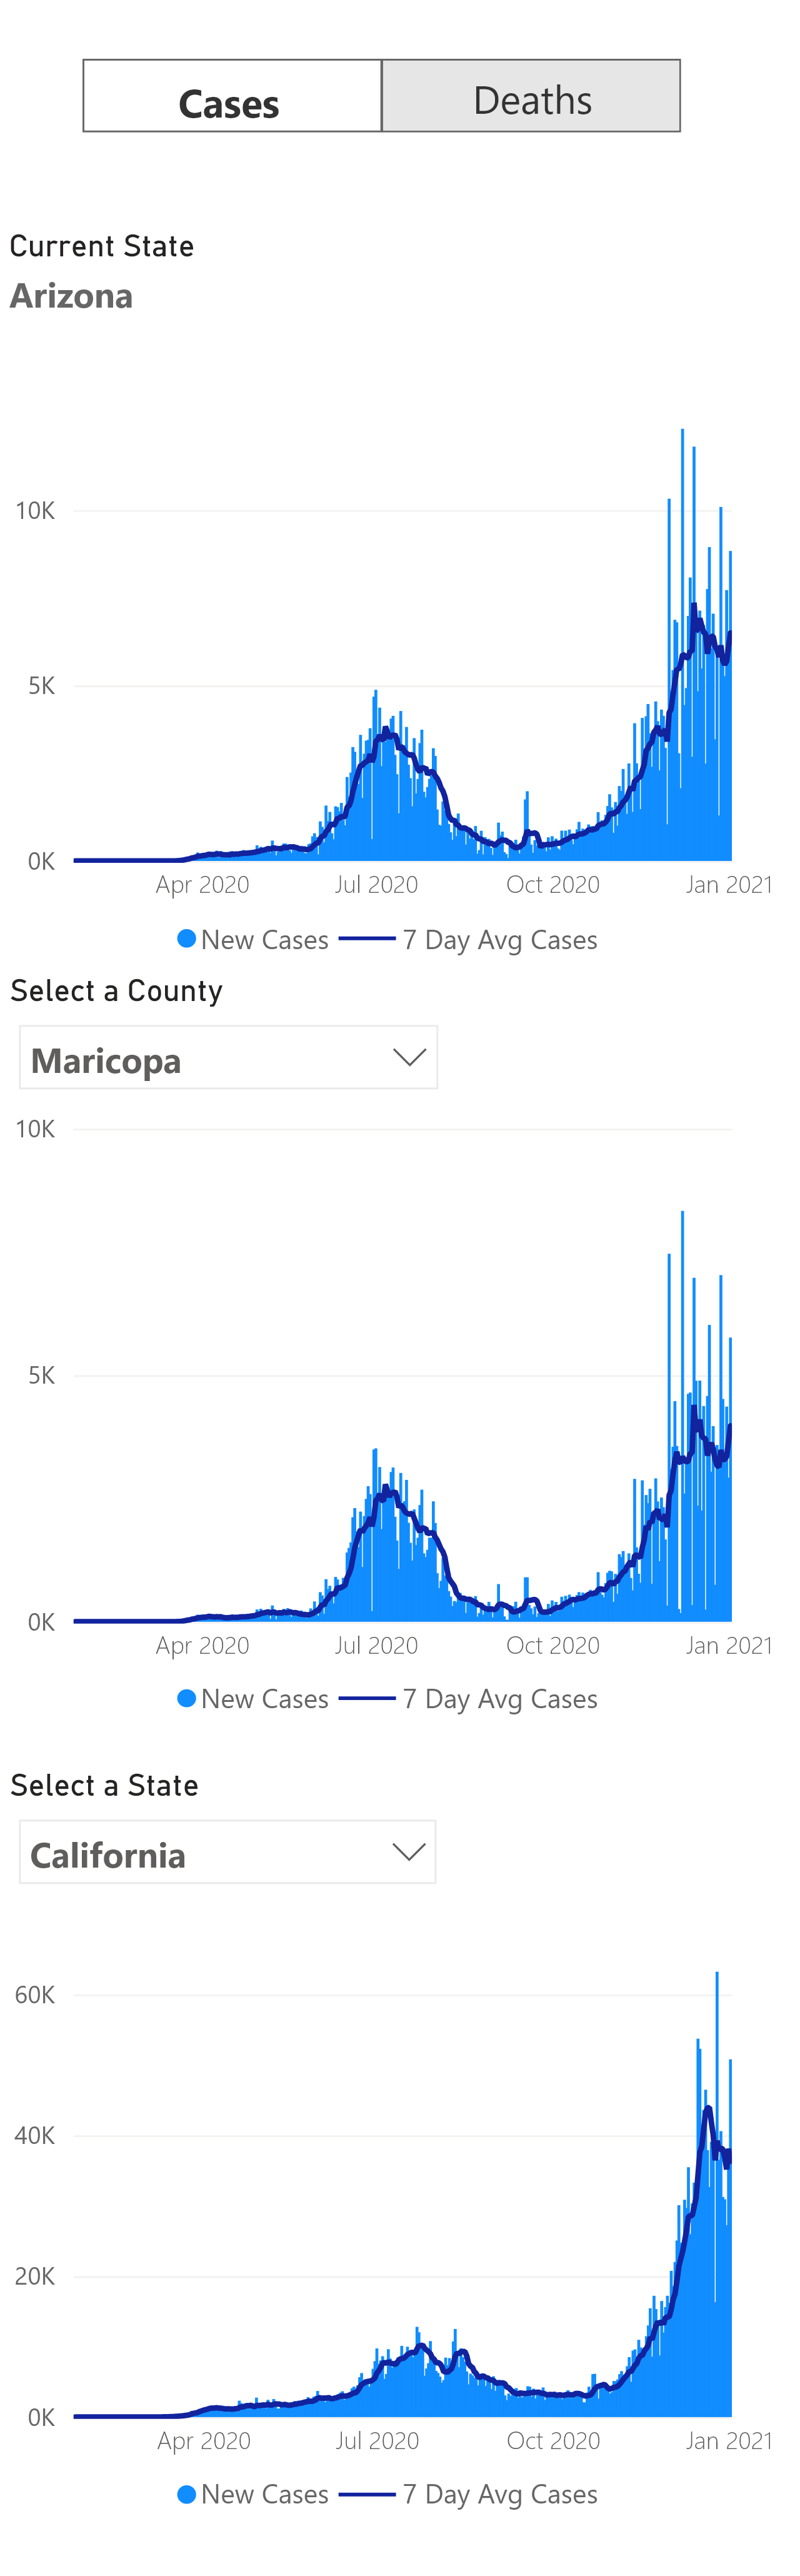 Cases Deaths
Current State
Arizona
10K
5K
0K
Apr 2020 Jul 2020 Oct 2020 Jan 2021
New Cases 7 Day Avg Cases
Select a County
Maricopa
10K
5K
0K
Apr 2020 Jul 2020 Oct 2020 Jan 2021
New Cases 7 Day Avg Cases
Select a State
California
60K
40K
20K
0K
Apr 2020 Jul 2020 Oct 2020 Jan 2021
New Cases 7 Day Avg Cases